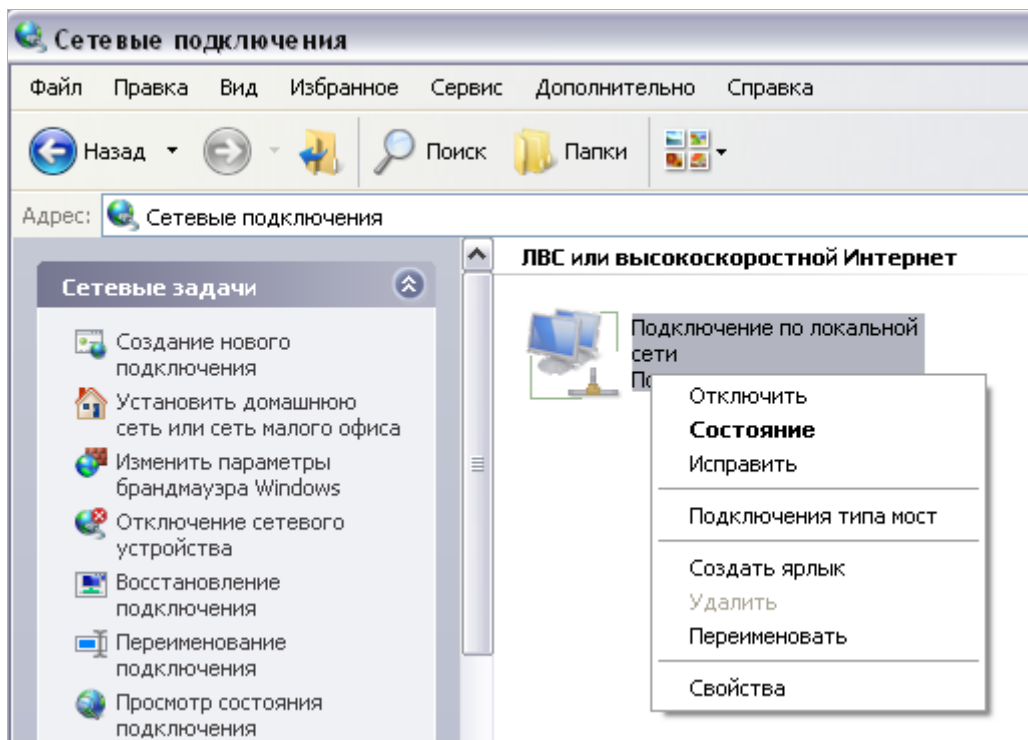 Сетевые подключения
Файл Правка Вид Избранное Сервис Дополнительно Справка
Назад Поиск Папки
Адрес: Сетевые подключения
Сетевые задачи
Создание нового
подключения
Установить домашнюю
сеть или сеть малого офиса
Изменить параметры
брандмауэра Windows
Отключение сетевого
устройства
Восстановление
подключения
Переименование
подключения
Просмотр состояния
подключения
ЛВС или высокоскоростной Интернет
Подключение по локальной
сети
Отключить
Состояние
Исправить
Подключения типа мост
Создать ярлык
Удалить
Переименовать
Свойства